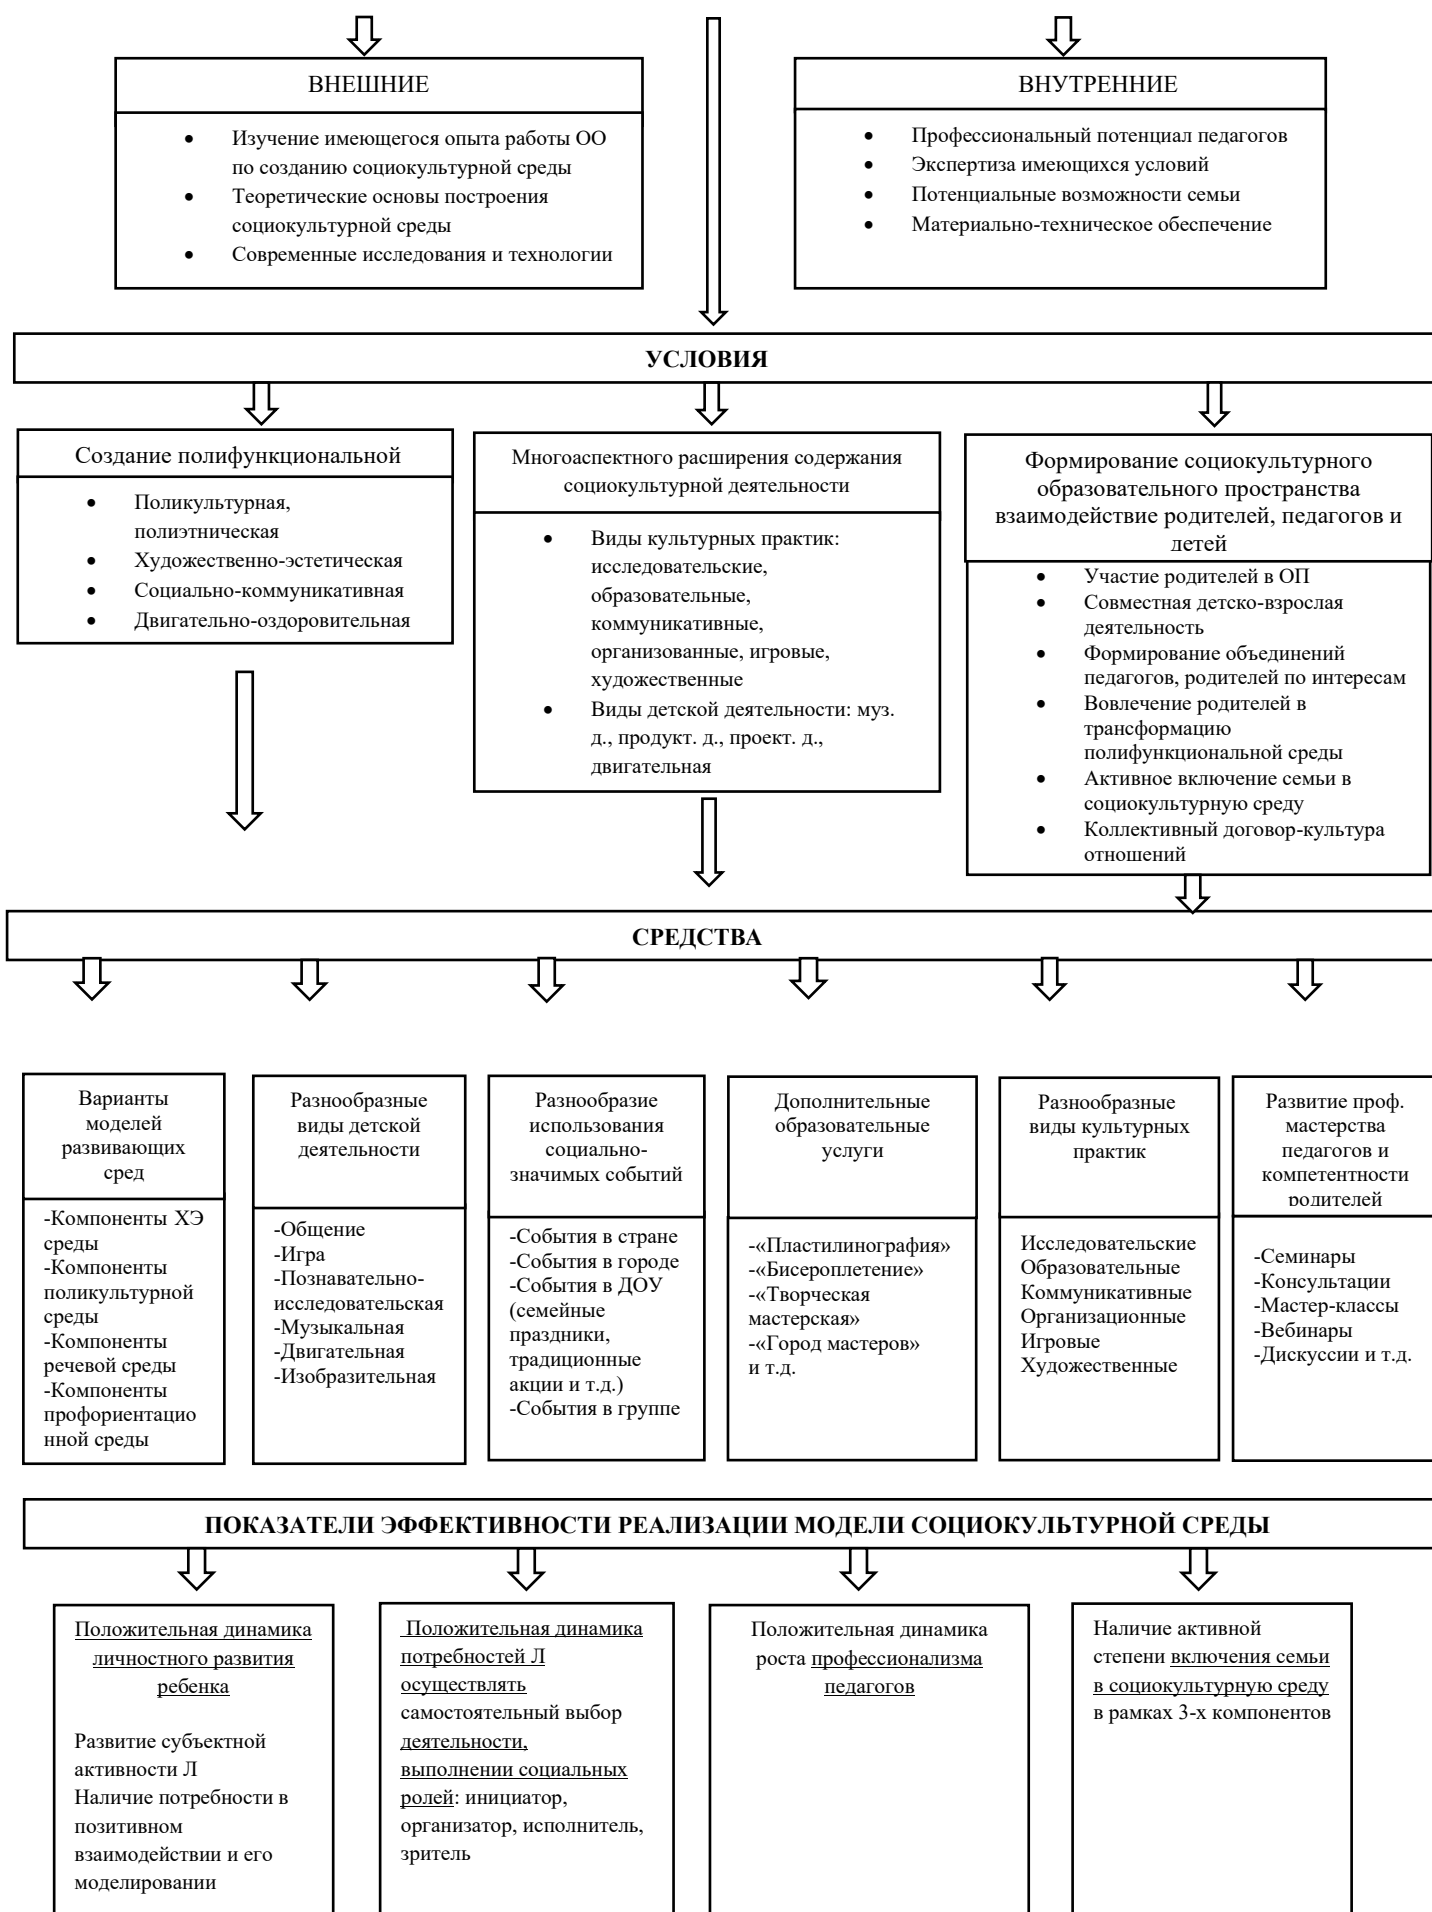 ВНЕШНИЕ
Изучение имеющегося опыта работы ОО
по созданию социокультурной среды
Теоретические основы построения
социокультурной среды
Современные исследования и технологии
ВНУТРЕННИЕ
Профессиональный потенциал педагогов
Экспертиза имеющихся условий
Потенциальные возможности семьи
Материально-техническое обеспечение
УСЛОВИЯ
Создание полифункциональной
Поликультурная,
полиэтническая
Художественно-эстетическая
Социально-коммуникативная
Двигательно-оздоровительная
Многоаспектного расширения содержания
социокультурной деятельности
Виды культурных практик:
исследовательские,
образовательные,
коммуникативные,
организованные, игровые,
художественные
Виды детской деятельности: муз.
д., продукт. д., проект. д.,
двигательная
Формирование социокультурного
образовательного пространства
взаимодействие родителей, педагогов и
детей
Участие родителей в ОП
Совместная детско-взрослая
деятельность
Формирование объединений
педагогов, родителей по интересам
Вовлечение родителей в
трансформацию
полифункциональной среды
Активное включение семьи в
социокультурную среду
Коллективный договор-культура
отношений
СРЕДСТВА
Варианты
моделей
развивающих
сред
-Компоненты ХЭ
среды
-Компоненты
поликультурной
среды
-Компоненты
речевой среды
-Компоненты
профориентацио
нной среды
Разнообразные
виды детской
деятельности
-Общение
-Игра
-Познавательно-
исследовательская
-Музыкальная
-Двигательная
-Изобразительная
Разнообразие
использования
социально-
значимых событий
-События в стране
-События в городе
-События в ДОУ
(семейные
праздники,
традиционные
акции и т.д.)
-События в группе
Дополнительные
образовательные
услуги
-«Пластилинография»
-«Бисероплетение»
-«Творческая
мастерская»
-«Город мастеров»
и т.д.
Разнообразные
виды культурных
практик
Исследовательские
Образовательные
Коммуникативные
Организационные
Игровые
Художественные
Развитие проф.
мастерства
педагогов и
компетентности
родителей
-Семинары
-Консультации
-Мастер-классы
-Вебинары
-Дискуссии и т.д.
ПОКАЗАТЕЛИ ЭФФЕКТИВНОСТИ РЕАЛИЗАЦИИ МОДЕЛИ СОЦИОКУЛЬТУРНОЙ СРЕДЫ
Положительная динамика
личностного развития
ребенка
Развитие субъектной
активности Л
Наличие потребности в
позитивном
взаимодействии и его
моделировании
Положительная динамика
потребностей Л
осуществлять
самостоятельный выбор
деятельности,
выполнении социальных
ролей: инициатор,
организатор, исполнитель,
зритель
Положительная динамика
роста профессионализма
педагогов
Наличие активной
степени включения семьи
в социокультурную среду
в рамках 3-х компонентов